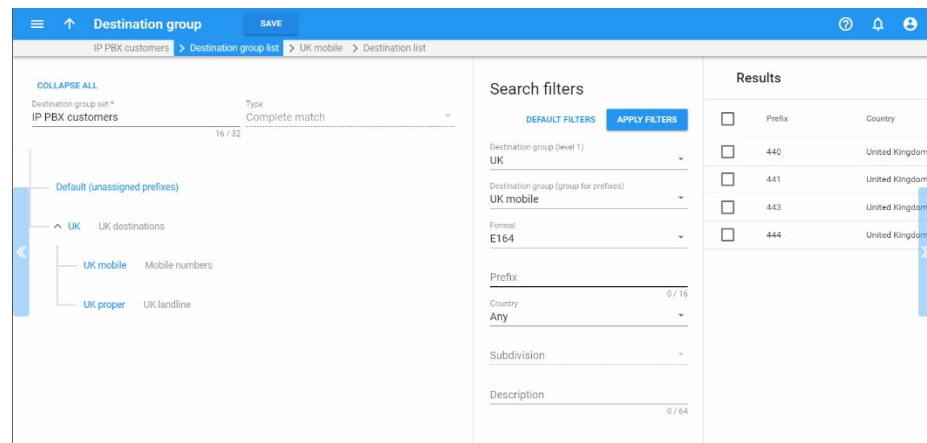 Destination group SAVE
IP PBX customers > Destination group list > UK mobile > Destination list
COLLAPSE ALL
Destination group set *
IP PBX customers
16 / 32
Type
Complete match
Default (unassigned prefixes)
UK UK destinations
UK mobile Mobile numbers
UK proper UK landline
Search filters
DEFAULT FILTERS APPLY FILTERS
Destination group (level 1)
UK
Destination group (group for prefixes)
UK mobile
Format
E164
Prefix
0 / 16
Country
Any
Subdivision
Description
0 / 64
Results
Prefix Country
440 United Kingdom
441 United Kingdom
443 United Kingdom
444 United Kingdom